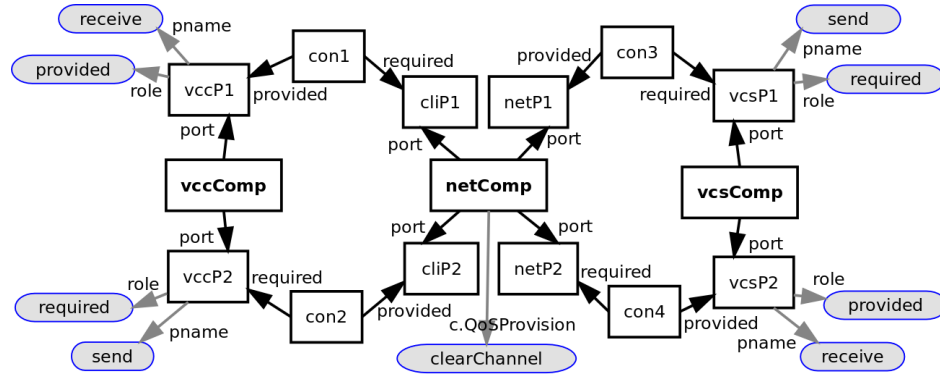 receive
pname
send
con1
con3
provided
required
provided
pname
required
role
vccP1
provided
cliP1
netP1
required
vcsP1
role
port
port
port
port
vccComp
netComp
vcsComp
port
port
port
port
vccP2
required
cliP2
netP2
required
vcsP2
role
role
required
provided
con2
provided
con4
provided
pname
c.QoSProvision
pname
send
clearChannel
receive